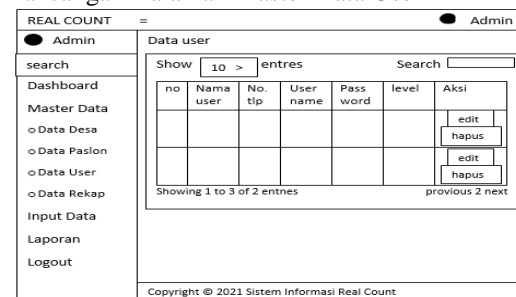 REAL COUNT = Admin
Admin
Data user
search
Show 10 > entres Search
Dashboard
Master Data
o Data Desa
o Data Paslon
o Data User
o Data Rekap
Input Data
Laporan
Logout
no Nama user No. tlp User name Pass word level Aksi
edit
hapus
edit
hapus
Showing 1 to 3 of 2 entnes provious 2 next
Copyright © 2021 Sistem Informasi Real Count